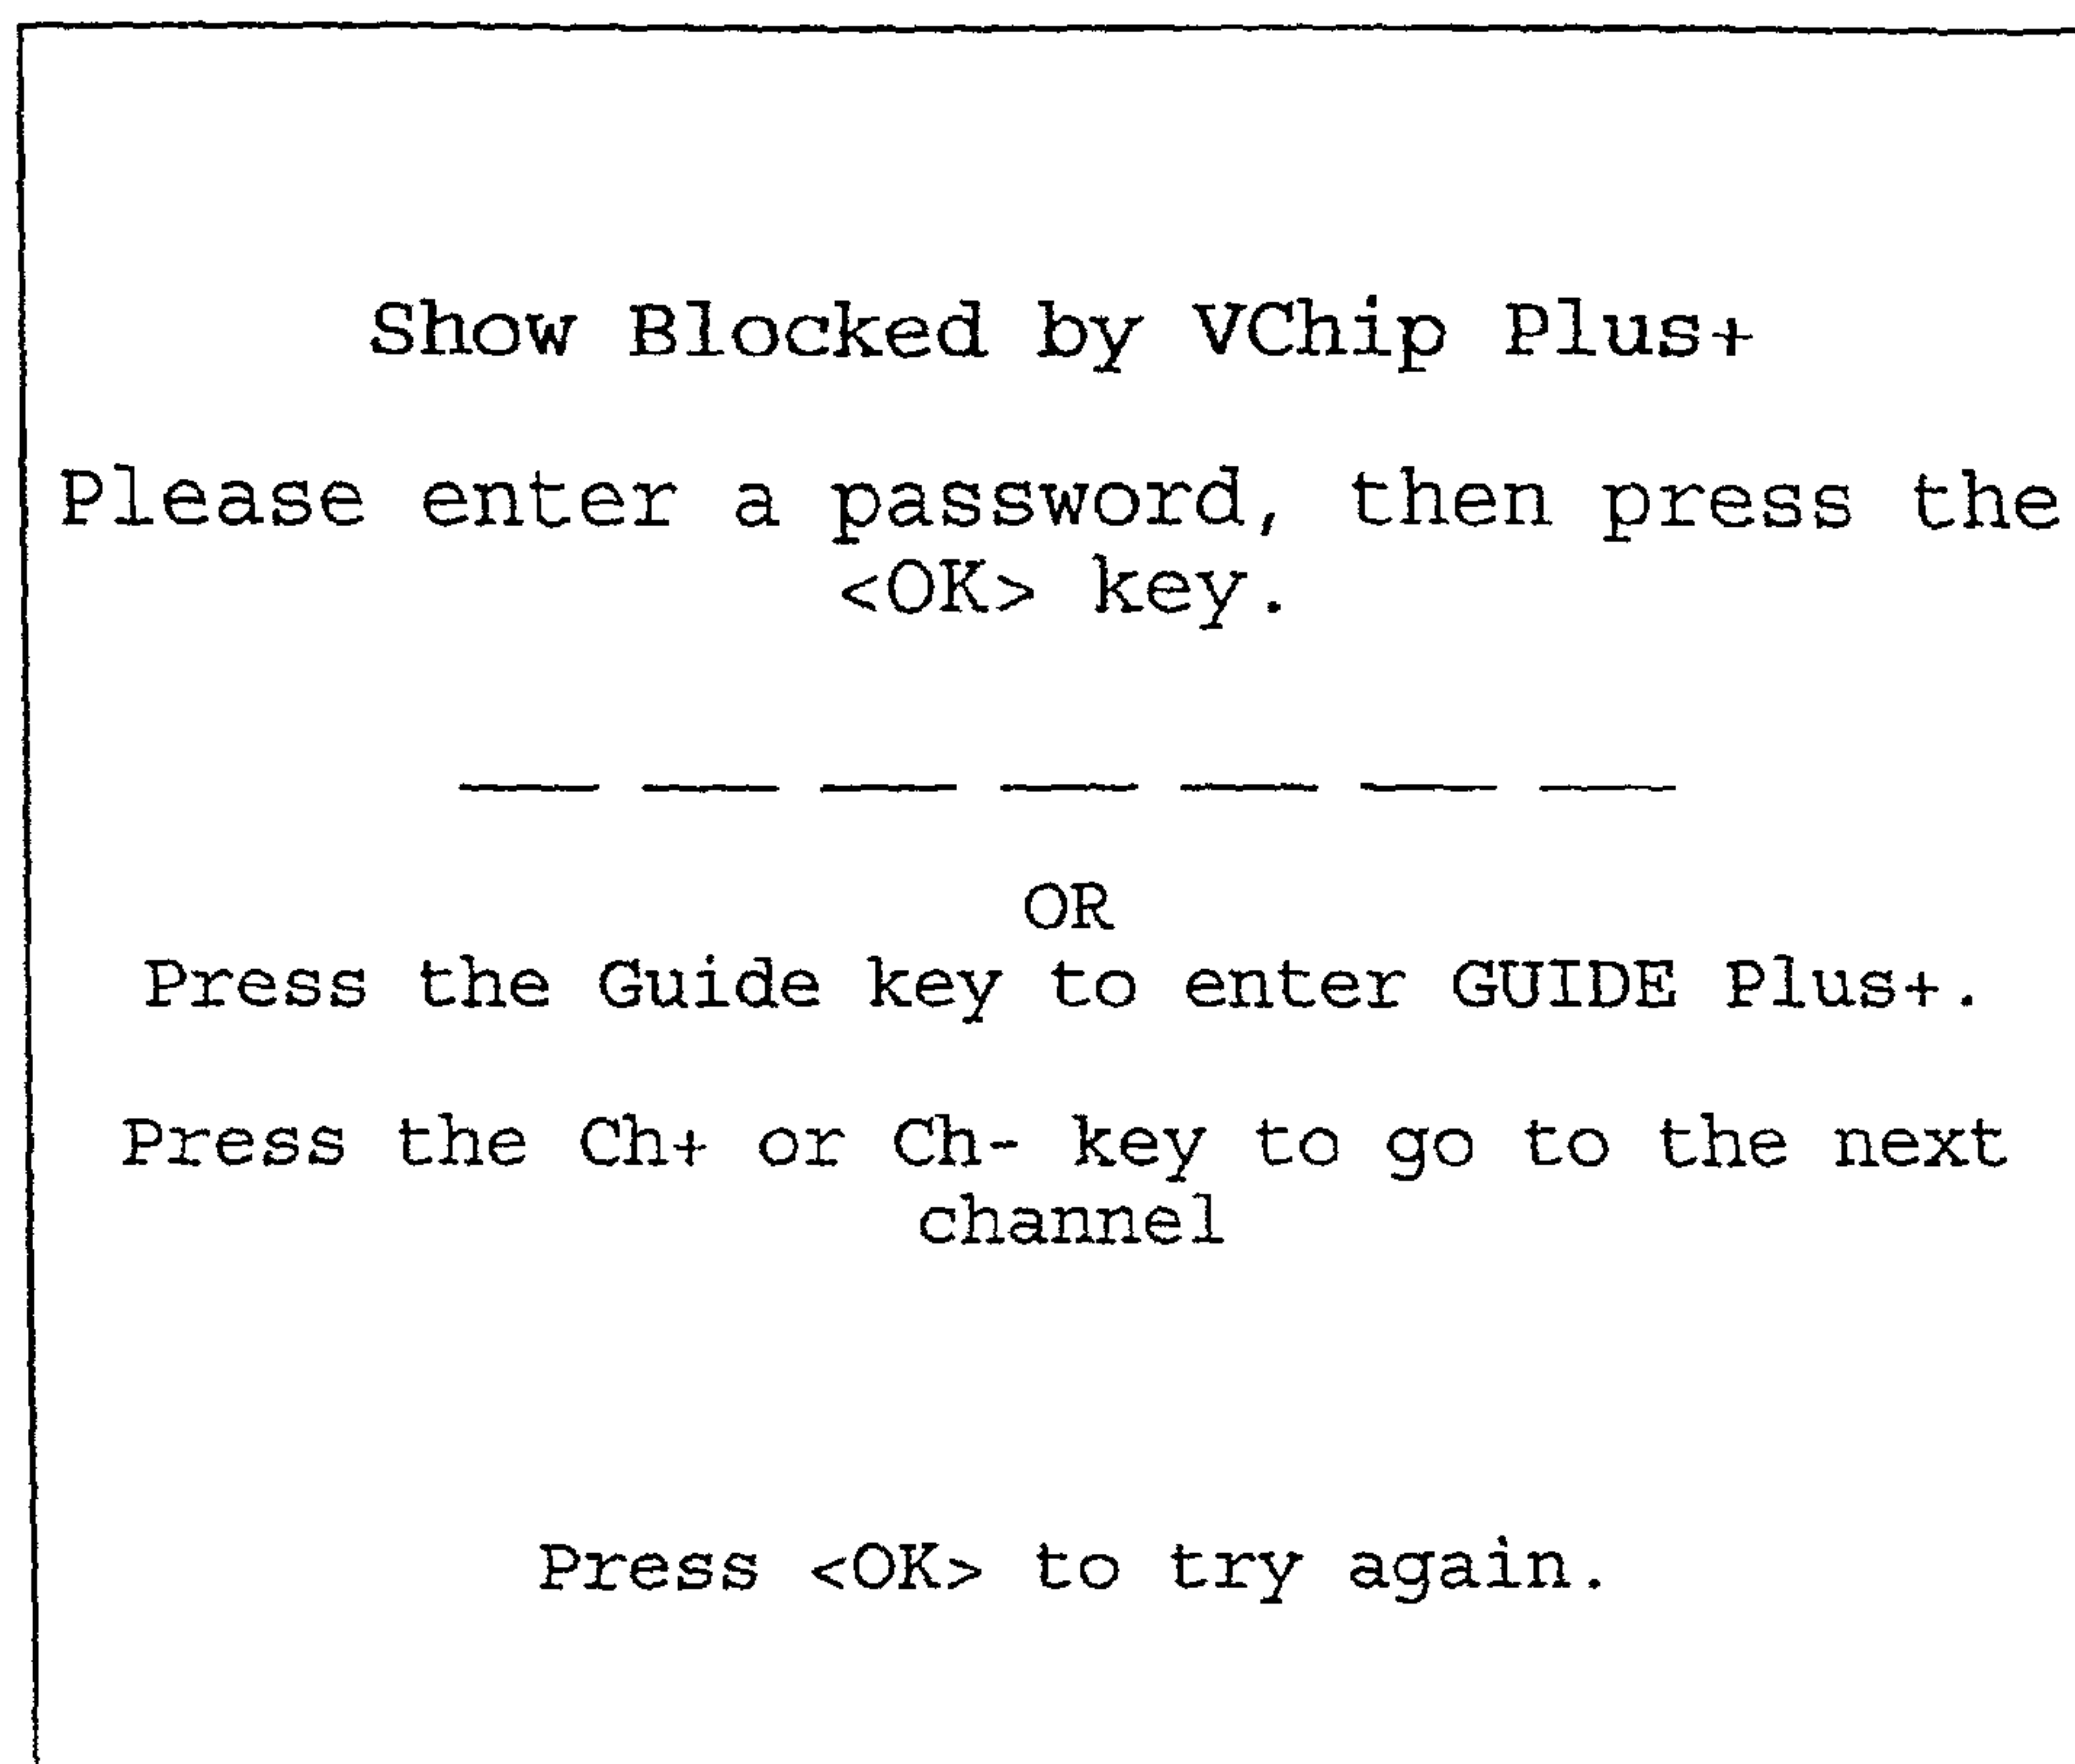 Show Blocked by VChip Plus+
Please enter a password, then press the
<OK> key.
_ _ _ _ _ _ _
OR
Press the Guide key to enter GUIDE Plus+.
Press the Ch+ or Ch- key to go to the next
channel
Press <OK> to try again.